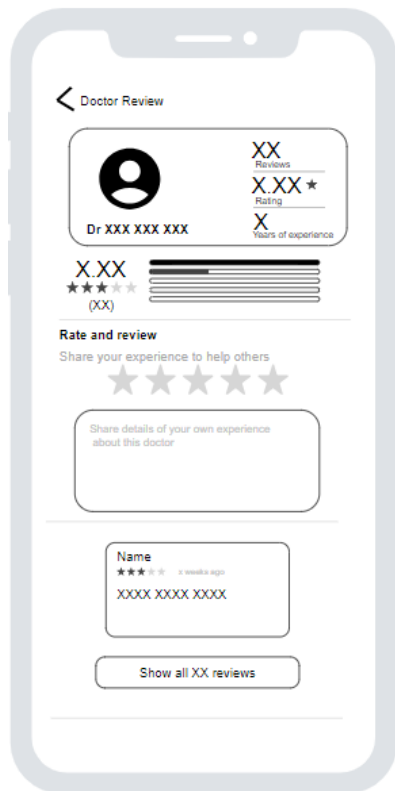 Doctor Review
XX
Reviews
X.XX ★
Rating
X
Years of experience
Dr XXX XXX XXX
X.XX
(XX)
Rate and review
Share your experience to help others
Share details of your own experience
about this doctor
Name
x weeks ago
XXXX XXXX XXXX
Show all XX reviews